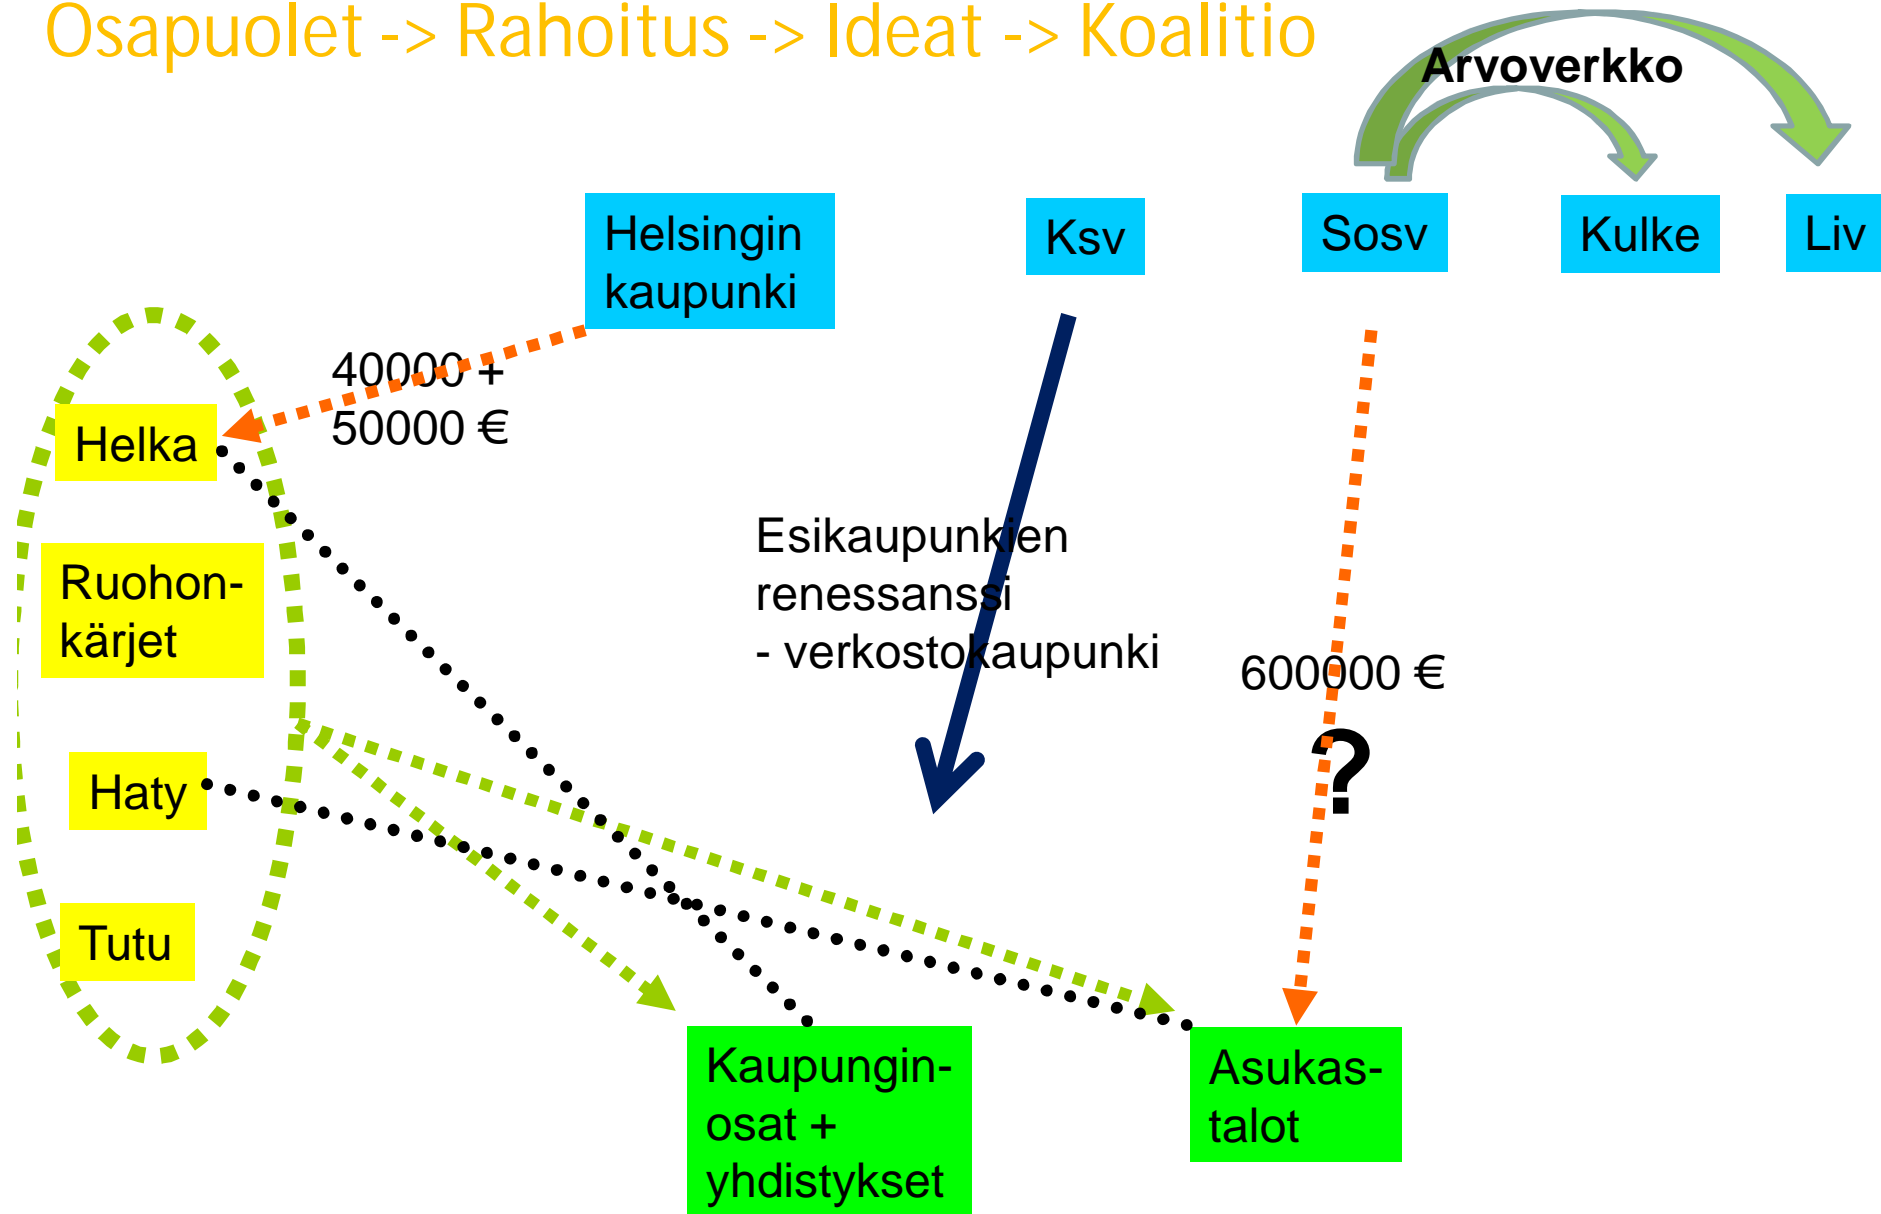 Osapuolet -> Rahoitus -> Ideat -> Koalitio
Arvoverkko
Helsingin
kaupunki
Ksv
Sosv
Kulke
Liv
40000 +
50000 €
Helka
Ruohon-
kärjet
Haty
Tutu
Esikaupunkien
renessanssi
- verkostokaupunki
600000 €
?
Kaupungin-
osat +
yhdistykset
Asukas-
talot